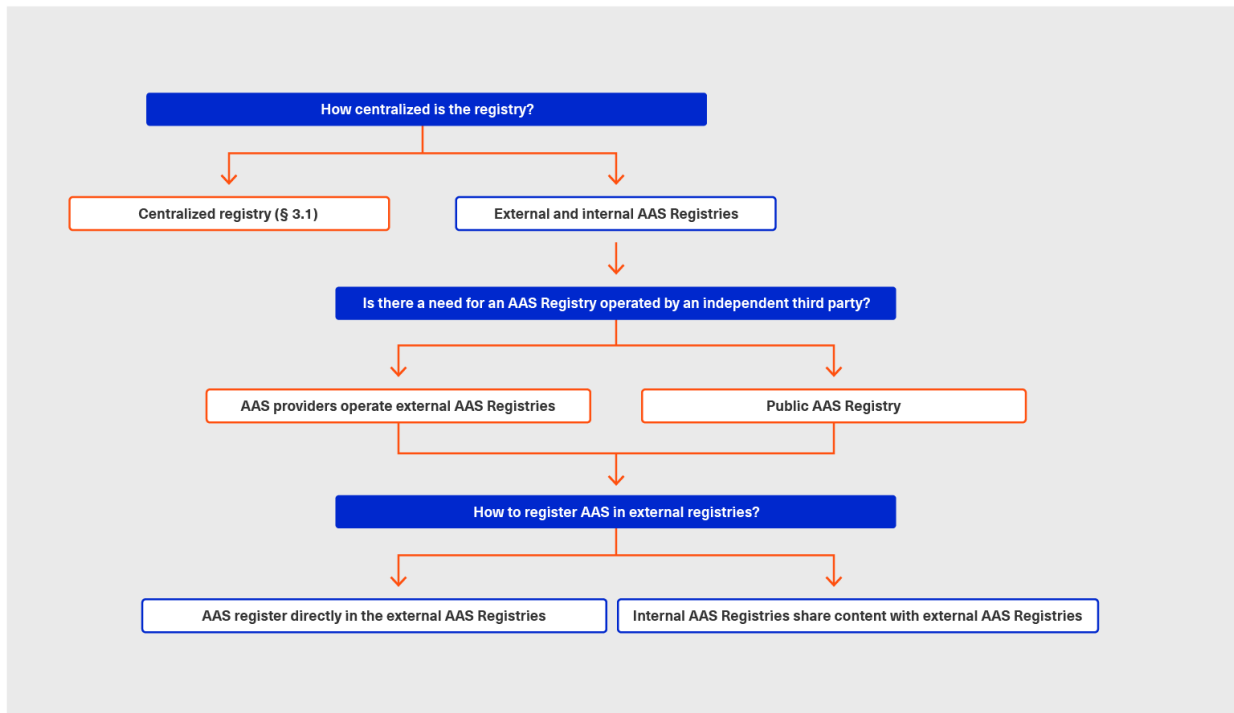 How centralized is the registry?
Centralized registry (§ 3.1)
External and internal AAS Registries
Is there a need for an AAS Registry operated by an independent third party?
AAS providers operate external AAS Registries
Public AAS Registry
How to register AAS in external registries?
AAS register directly in the external AAS Registries
Internal AAS Registries share content with external AAS Registries